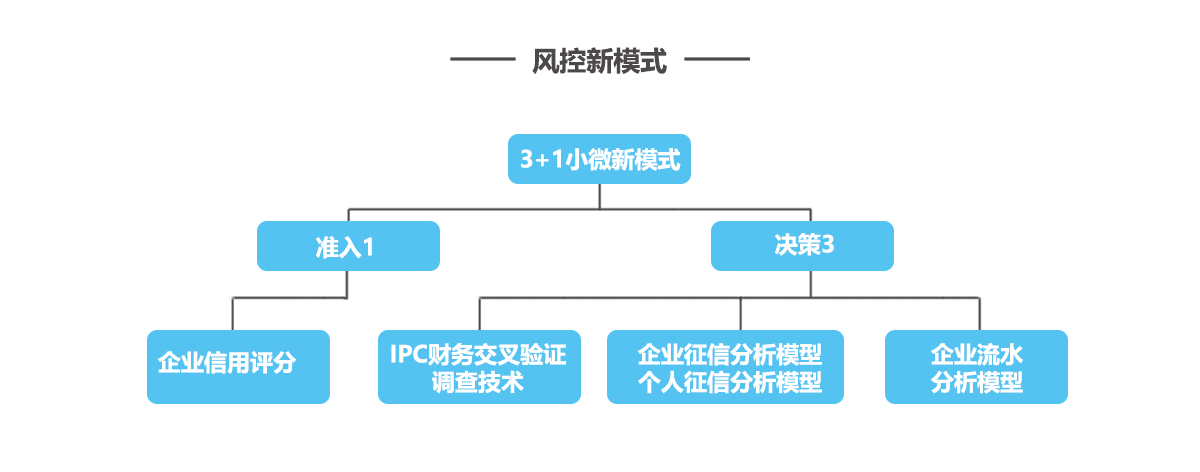 风控新模式
3+1小微新模式
准入1
决策3
企业信用评分
IPC财务交叉验证
调查技术
企业征信分析模型
个人征信分析模型
企业流水
分析模型